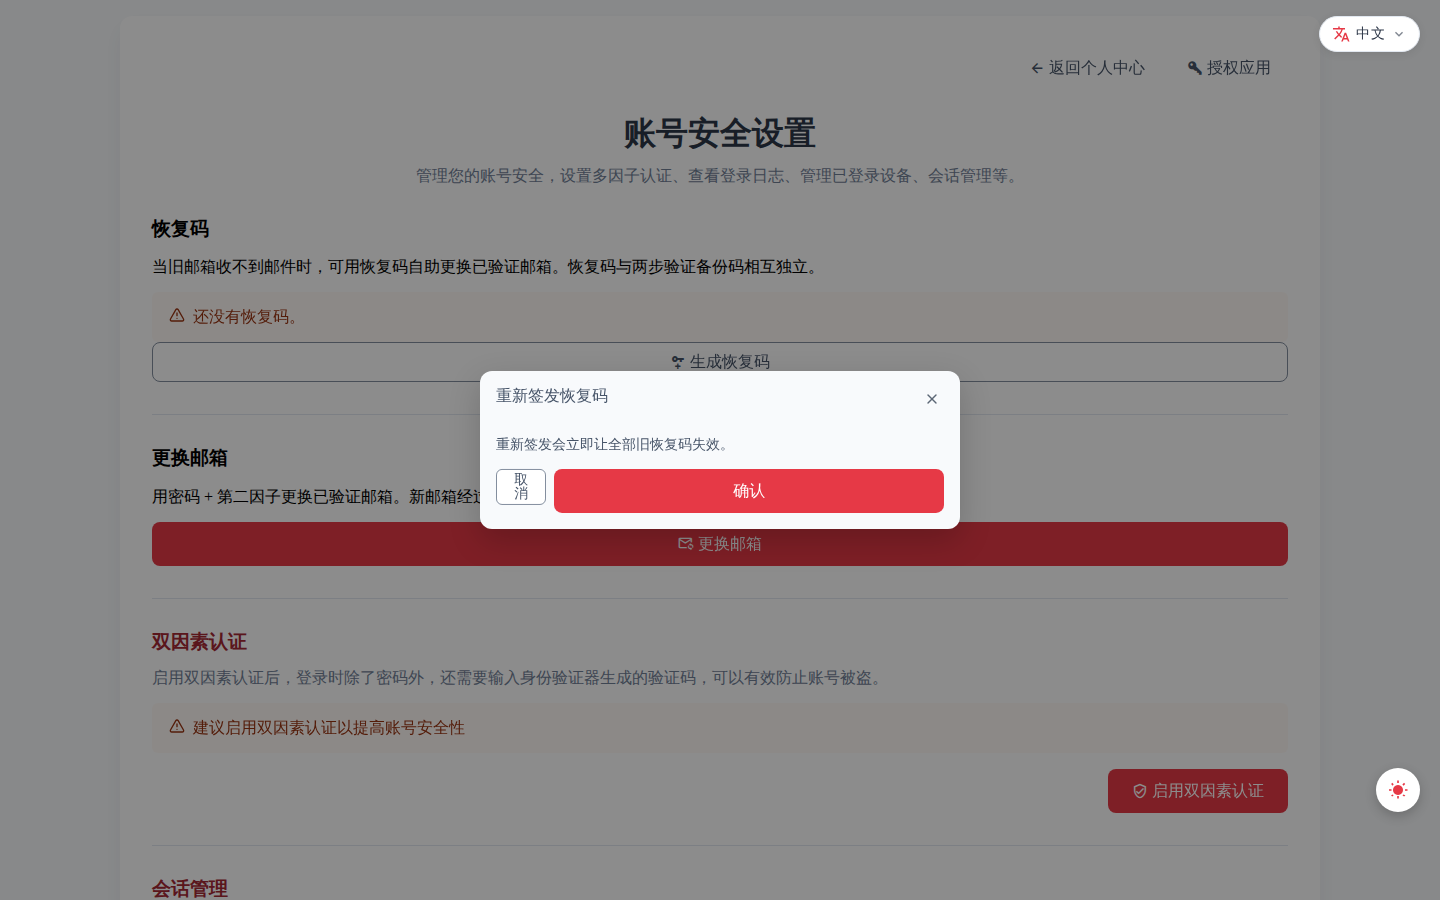 中文
返回个人中心
授权应用
账号安全设置
管理您的账号安全，设置多因子认证、查看登录日志、管理已登录设备、会话管理等。
恢复码
当旧邮箱收不到邮件时，可用恢复码自助更换已验证邮箱。恢复码与两步验证备份码相互独立。
还没有恢复码。
生成恢复码
重新签发恢复码
重新签发会立即让全部旧恢复码失效。
取
消
确认
更换邮箱
用密码 + 第二因子更换已验证邮箱。新邮箱经
更换邮箱
双因素认证
启用双因素认证后，登录时除了密码外，还需要输入身份验证器生成的验证码，可以有效防止账号被盗。
建议启用双因素认证以提高账号安全性
启用双因素认证
会话管理